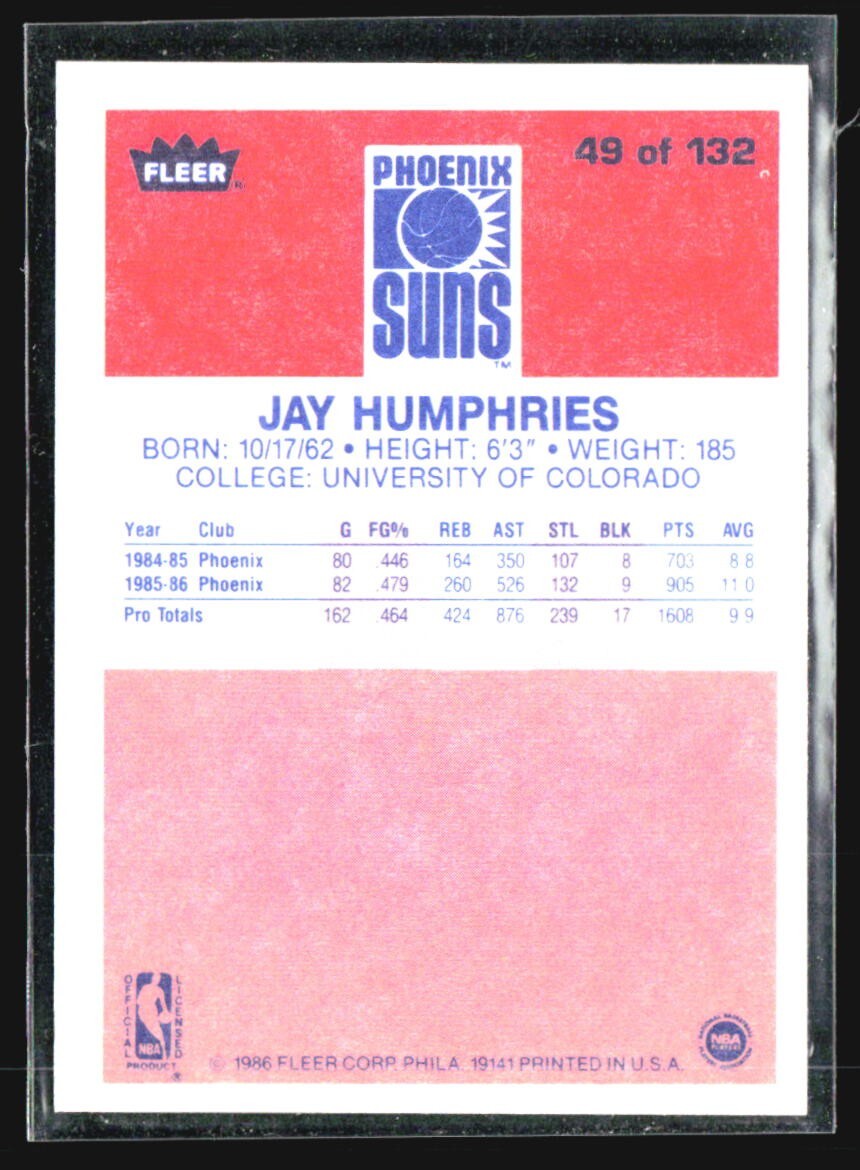 FLEER®
49 of 132
PHOENIX
SUNS™
JAY HUMPHRIES
BORN: 10/17/62 • HEIGHT: 6'3" • WEIGHT: 185
COLLEGE: UNIVERSITY OF COLORADO
Year Club G FG% REB AST STL BLK PTS AVG
1984-85 Phoenix 80 .446 164 350 107 8 703 8.8
1985-86 Phoenix 82 .479 260 526 132 9 905 11.0
Pro Totals 162 .464 424 876 239 17 1608 9.9
OFFICIAL LICENSED
NBA
PRODUCT®
NATIONAL BASKETBALL
NBA
PLAYERS
© 1986 FLEER CORP. PHILA. 19141 PRINTED IN U.S.A.